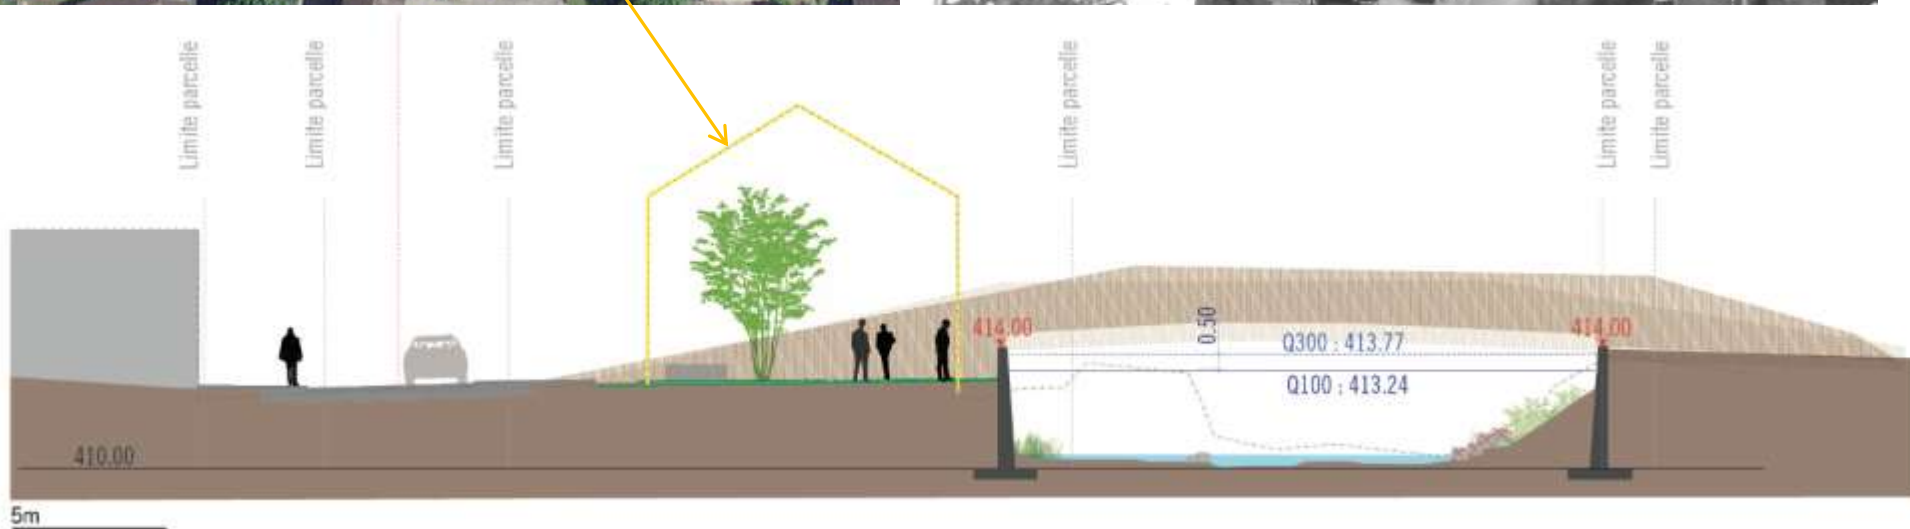 Limite parcelle
Limite parcelle
Limite parcelle
Limite parcelle
Limite parcelle
Limite parcelle
414.00
0.50
Q300 : 413.77
414.00
Q100 : 413.24
410.00
5m